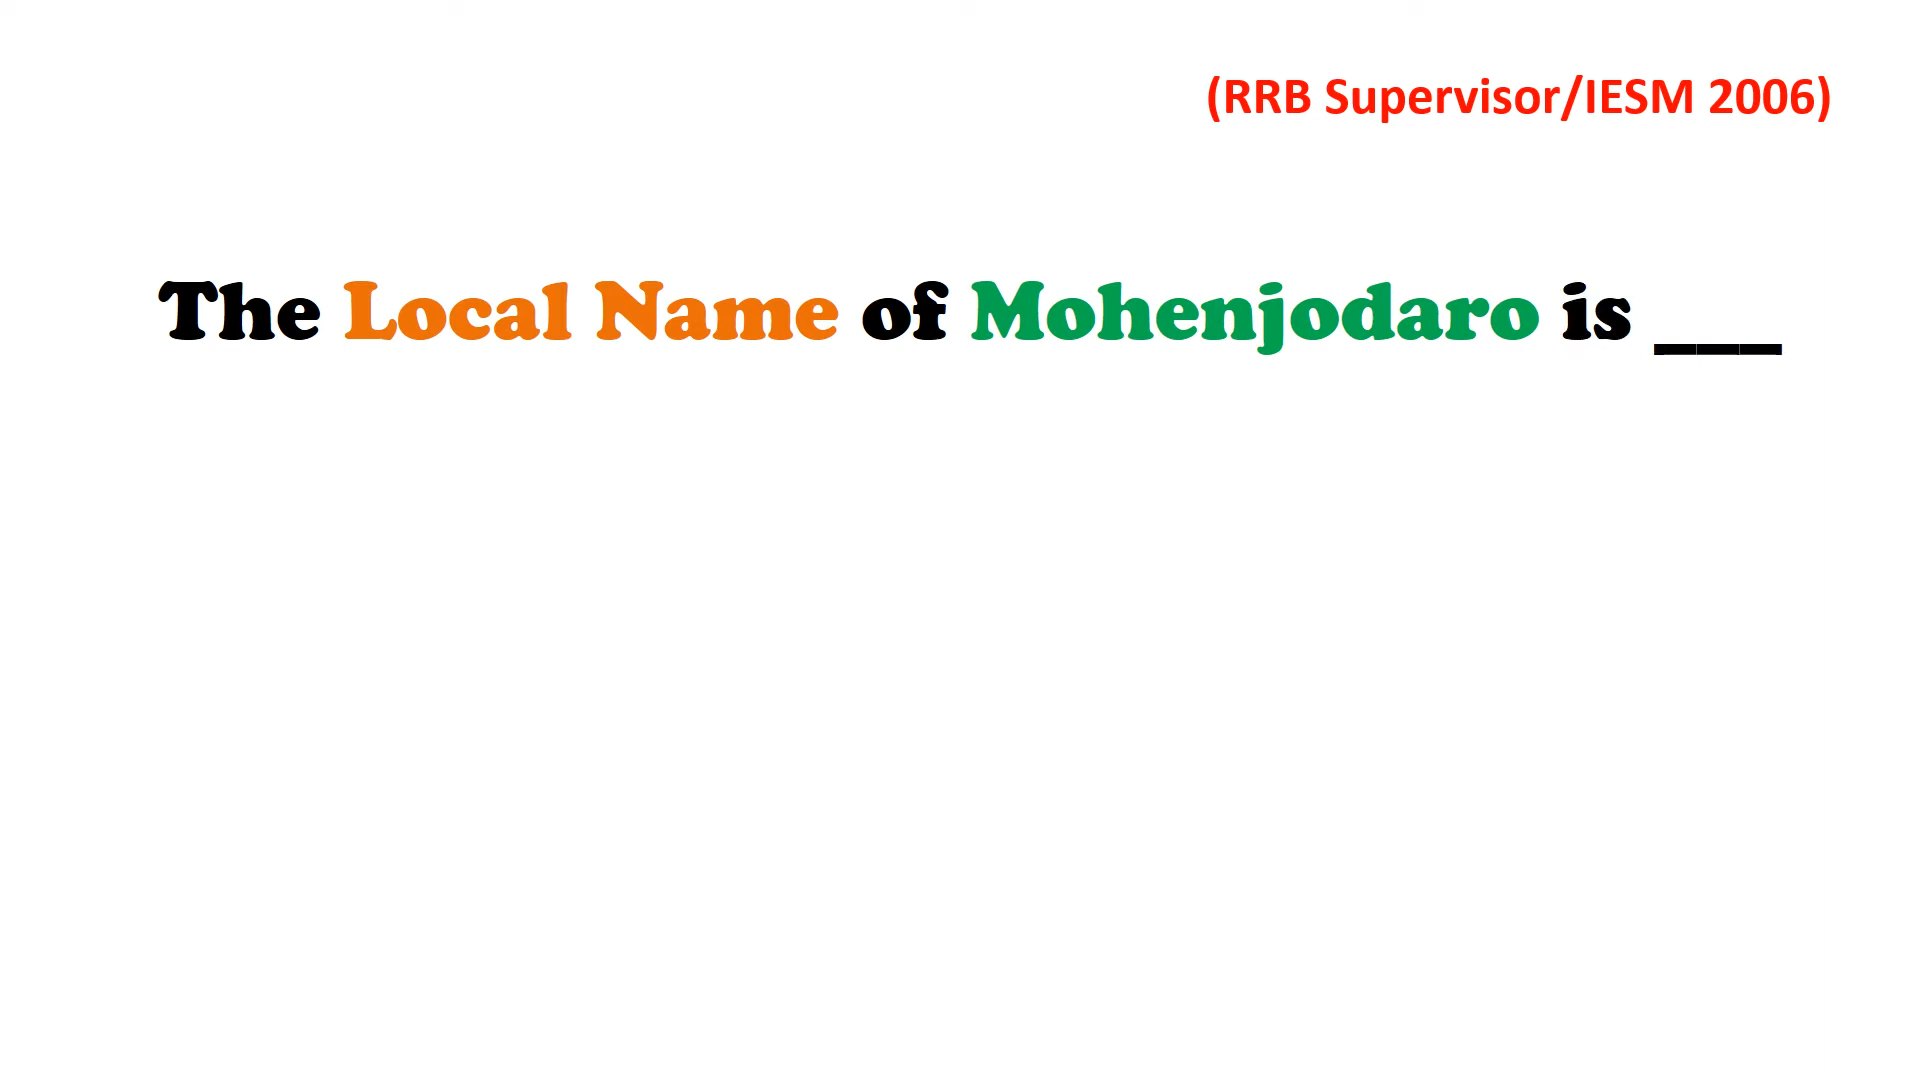 (RRB Supervisor/IESM 2006)
The Local Name of Mohenjodaro is ___